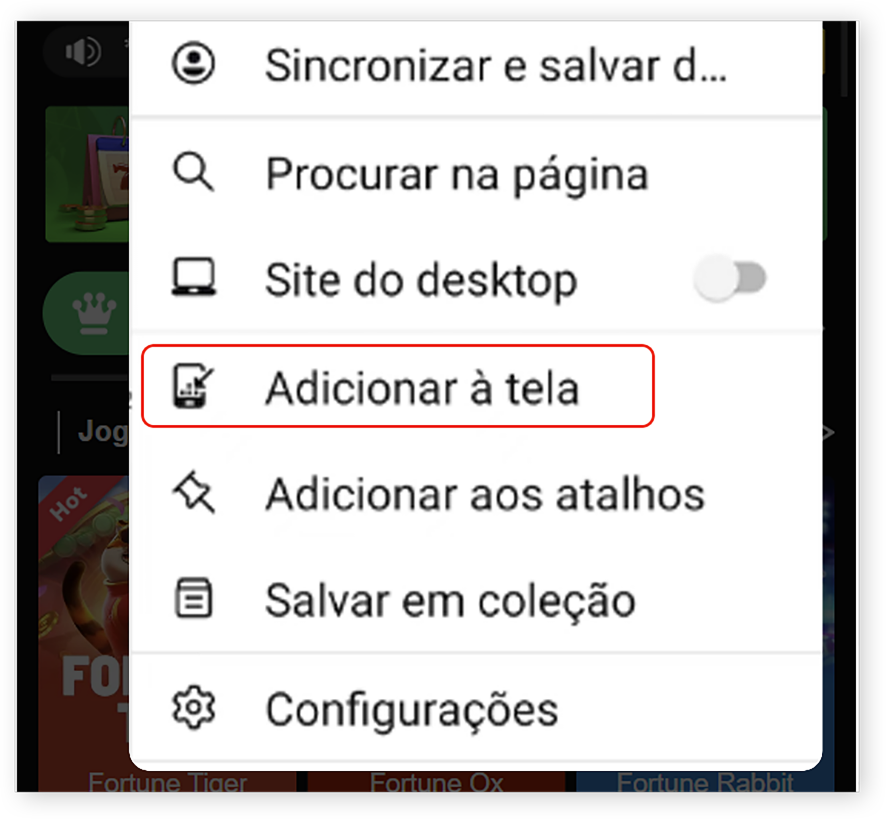 Sincronizar e salvar d...
Procurar na página
Site do desktop
Adicionar à tela
Jog
Adicionar aos atalhos
Hot
Salvar em coleção
FO
T
Configurações
Fortune Tiger
Fortune Ox
Fortune Rabbit